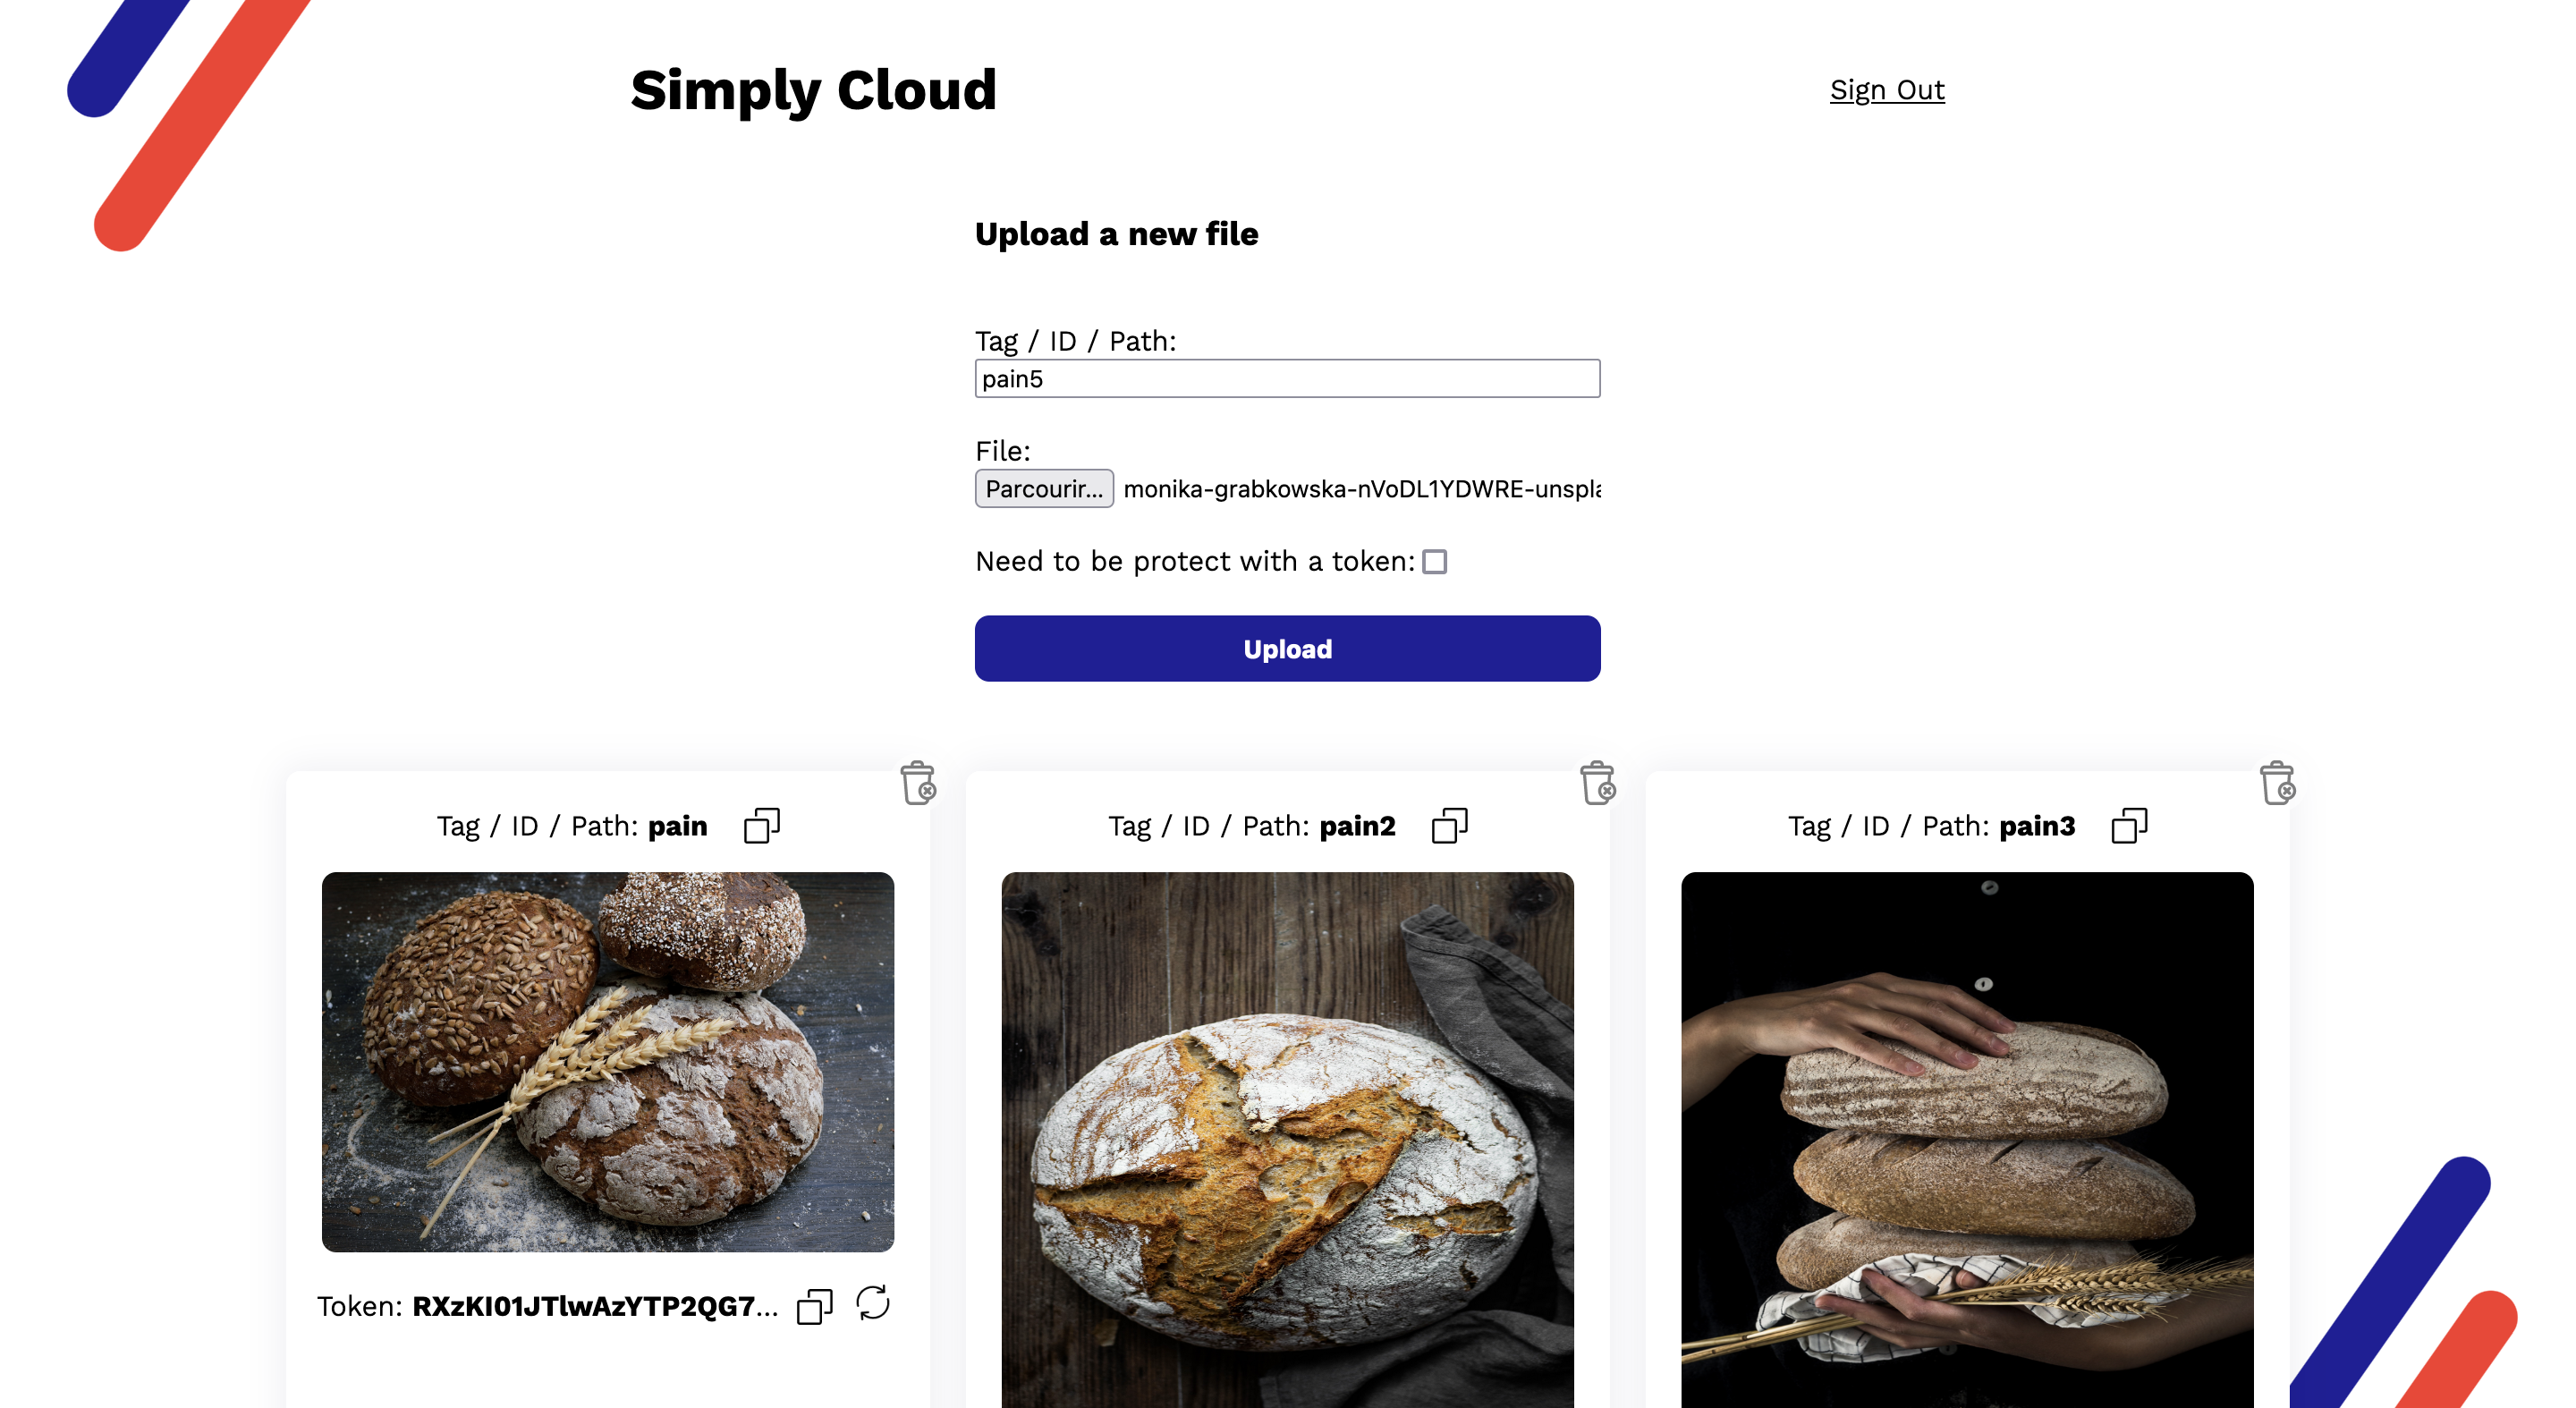 Simply Cloud
Sign Out
Upload a new file
Tag / ID / Path:
pain5
File:
Parcourir... monika-grabkowska-nVoDL1YDWRE-unspla
Need to be protect with a token:
Upload
Tag / ID / Path: pain
Tag / ID / Path: pain2
Tag / ID / Path: pain3
Token: RXzKI01JTlwAzYTP2QG7...